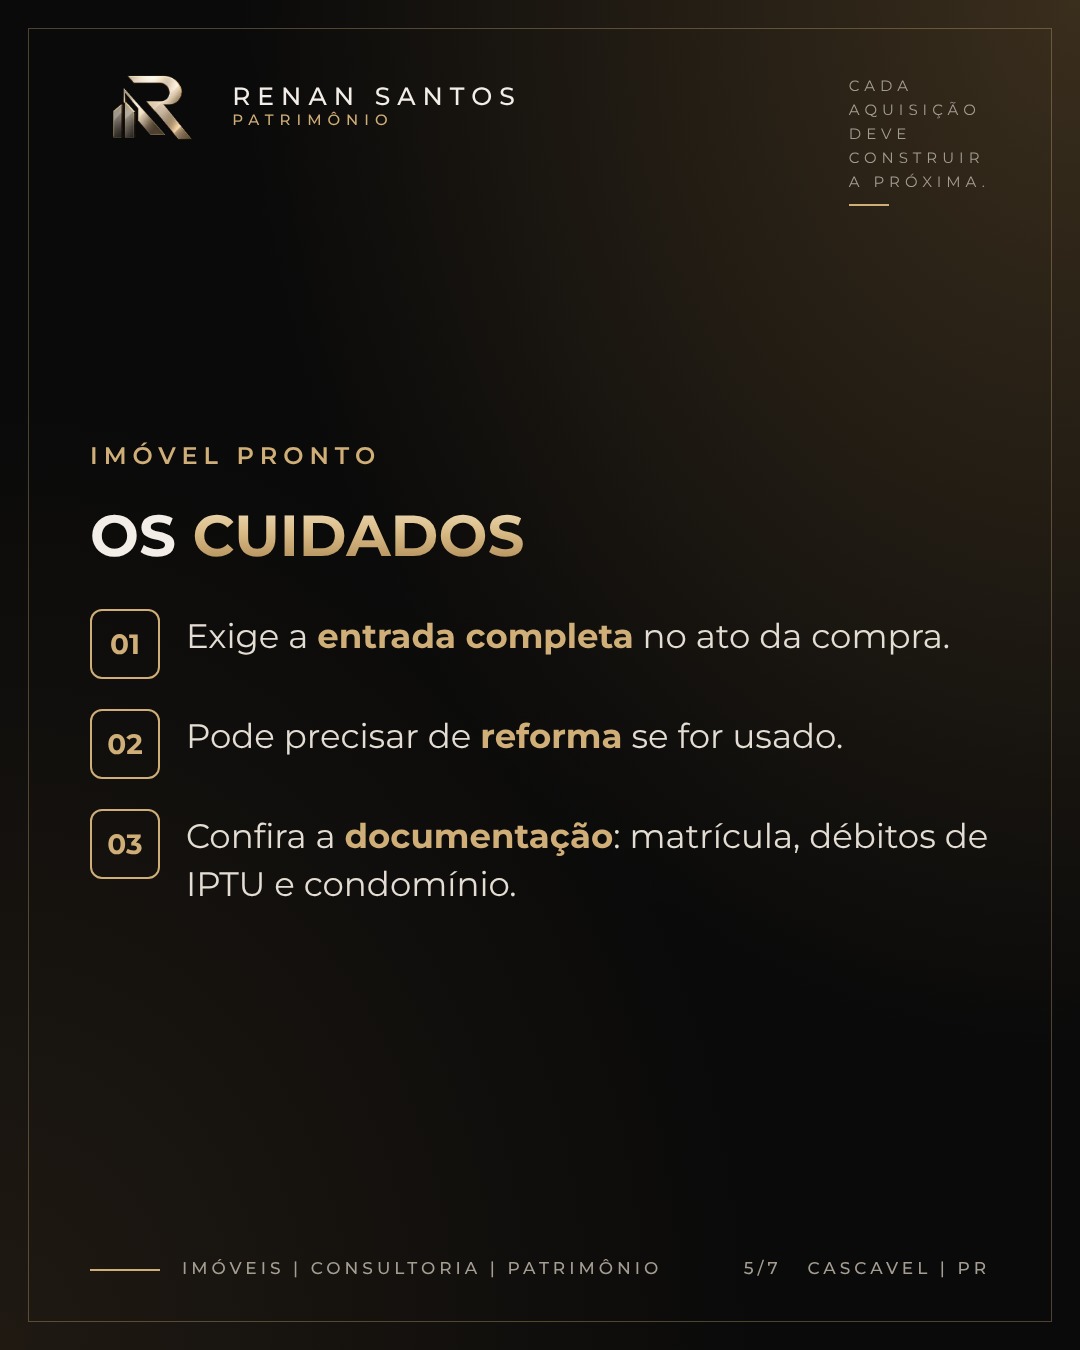 RENAN SANTOS
PATRIMÔNIO
CADA
AQUISIÇÃO
DEVE
CONSTRUIR
A PRÓXIMA.
IMÓVEL PRONTO
OS CUIDADOS
01
Exige a entrada completa no ato da compra.
02
Pode precisar de reforma se for usado.
03
Confira a documentação: matrícula, débitos de
IPTU e condomínio.
IMÓVEIS | CONSULTORIA | PATRIMÔNIO
5/7
CASCAVEL | PR